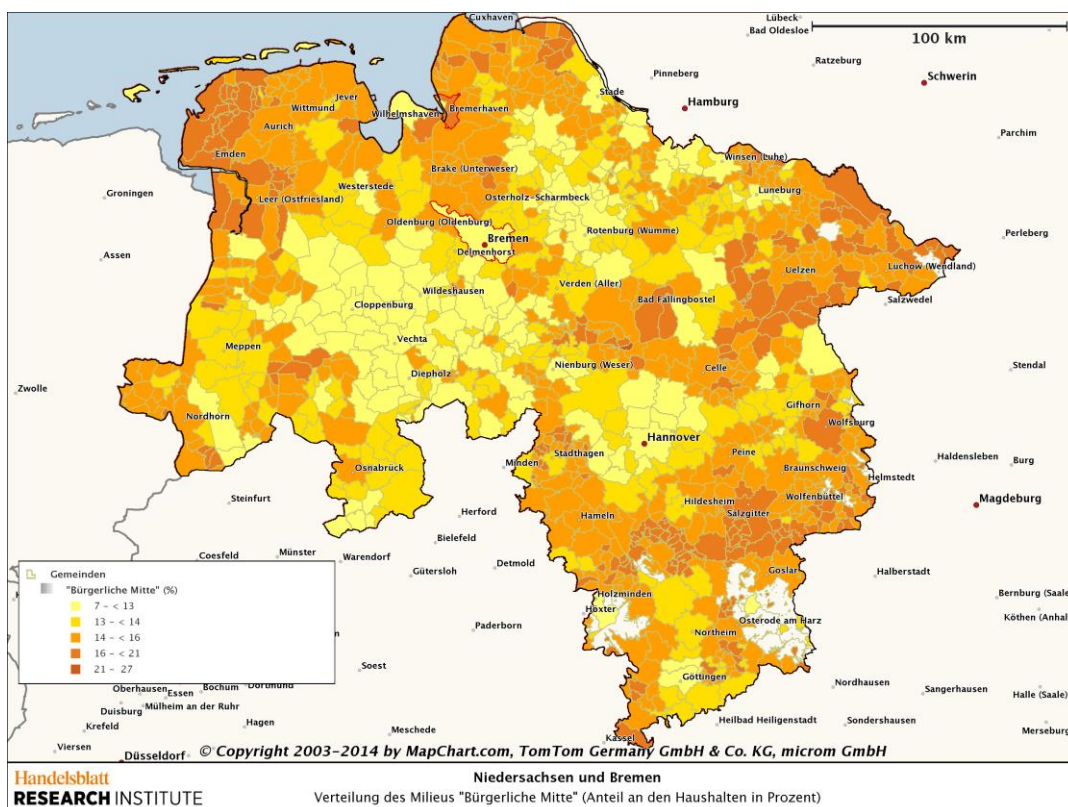 Cuxhaven
Lübeck
Bad Oldesloe
100 km
Ratzeburg
Pinneberg
Schwerin
Stade
Hamburg
Jever
Wittmund
Wilhelmshaven
Bremerhaven
Aurich
Parchim
Emden
Winsen (Luhe)
Brake (Unterweser)
Groningen
Westerstede
Leer (Ostfriesland)
Osterholz-Scharmbeck
Lüneburg
Oldenburg (Oldenburg)
Rotenburg (Wumme)
Bremen
Perleberg
Assen
Delmenhorst
Luchow (Wendland)
Uelzen
Verden (Aller)
Wildeshausen
Bad Fallingbostel
Cloppenburg
Salzwedel
Vechta
Meppen
Nienburg (Weser)
Celle
Stendal
Diepholz
Zwolle
Gifhorn
Nordhorn
Wolfsburg
Hannover
Stadthagen
Peine
Minden
Haldensleben
Burg
Osnabrück
Braunschweig
Helmstedt
Steinfurt
Wolfenbüttel
Hildesheim
Magdeburg
Herford
Hameln
Salzgitter
Bielefeld
Coesfeld
Münster
Warendorf
Detmold
Gütersloh
Goslar
Halberstadt
Gemeinden
"Bürgerliche Mitte" (%)
7 - < 13
13 - < 14
14 - < 16
16 - < 21
21 - 27
Holzminden
Höxter
Bernburg (Saale
Köthen (Anhal
Osterode am Harz
Paderborn
Northeim
Soest
Göttingen
Oberhausen
Bochum
Dortmund
Essen
Nordhausen
Sangerhausen
Halle (Saale)
Duisburg
Mülheim an der Ruhr
Krefeld
Hagen
Meschede
Heilbad Heiligenstadt
Sondershausen
Merseburg
Viersen
Kassel
Düsseldorf
© Copyright 2003-2014 by MapChart.com, TomTom Germany GmbH & Co. KG, microm GmbH
Handelsblatt
RESEARCH INSTITUTE
Niedersachsen und Bremen
Verteilung des Milieus "Bürgerliche Mitte" (Anteil an den Haushalten in Prozent)